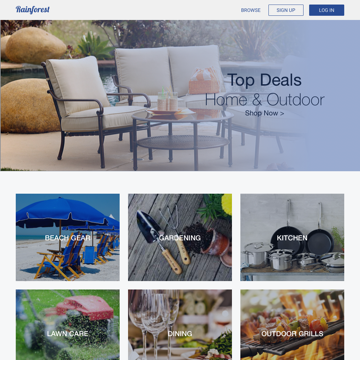 Rainforest
BROWSE
SIGN UP
LOG IN
Top Deals
Home & Outdoor
Shop Now >
BEACH GEAR
GARDENING
KITCHEN
LAWN CARE
DINING
OUTDOOR GRILLS